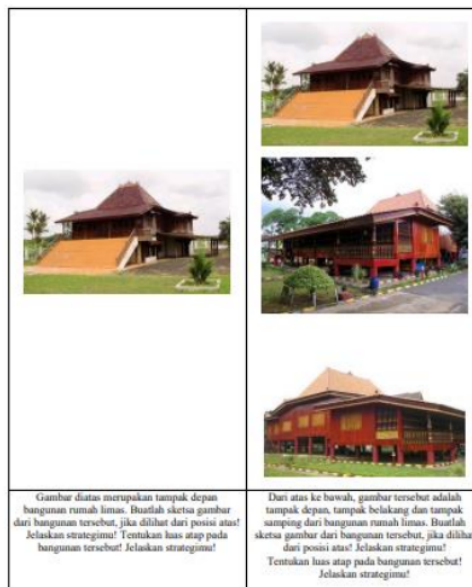 Gambar diatas merupakan tampak depan
bangunan rumah limas. Buatlah sketsa gambar
dari bangunan tersebut, jika dilihat dari posisi atas!
Jelaskan strategimu! Tentukan luas atap pada
bangunan tersebut! Jelaskan strategimu!
Dari atas ke bawah, gambar tersebut adalah
tampak depan, tampak belakang dan tampak
samping dari bangunan rumah limas. Buatlah
sketsa gambar dari bangunan tersebut, jika dilihat
dari posisi atas! Jelaskan strategimu!
Tentukan luas atap pada bangunan tersebut!
Jelaskan strategimu!